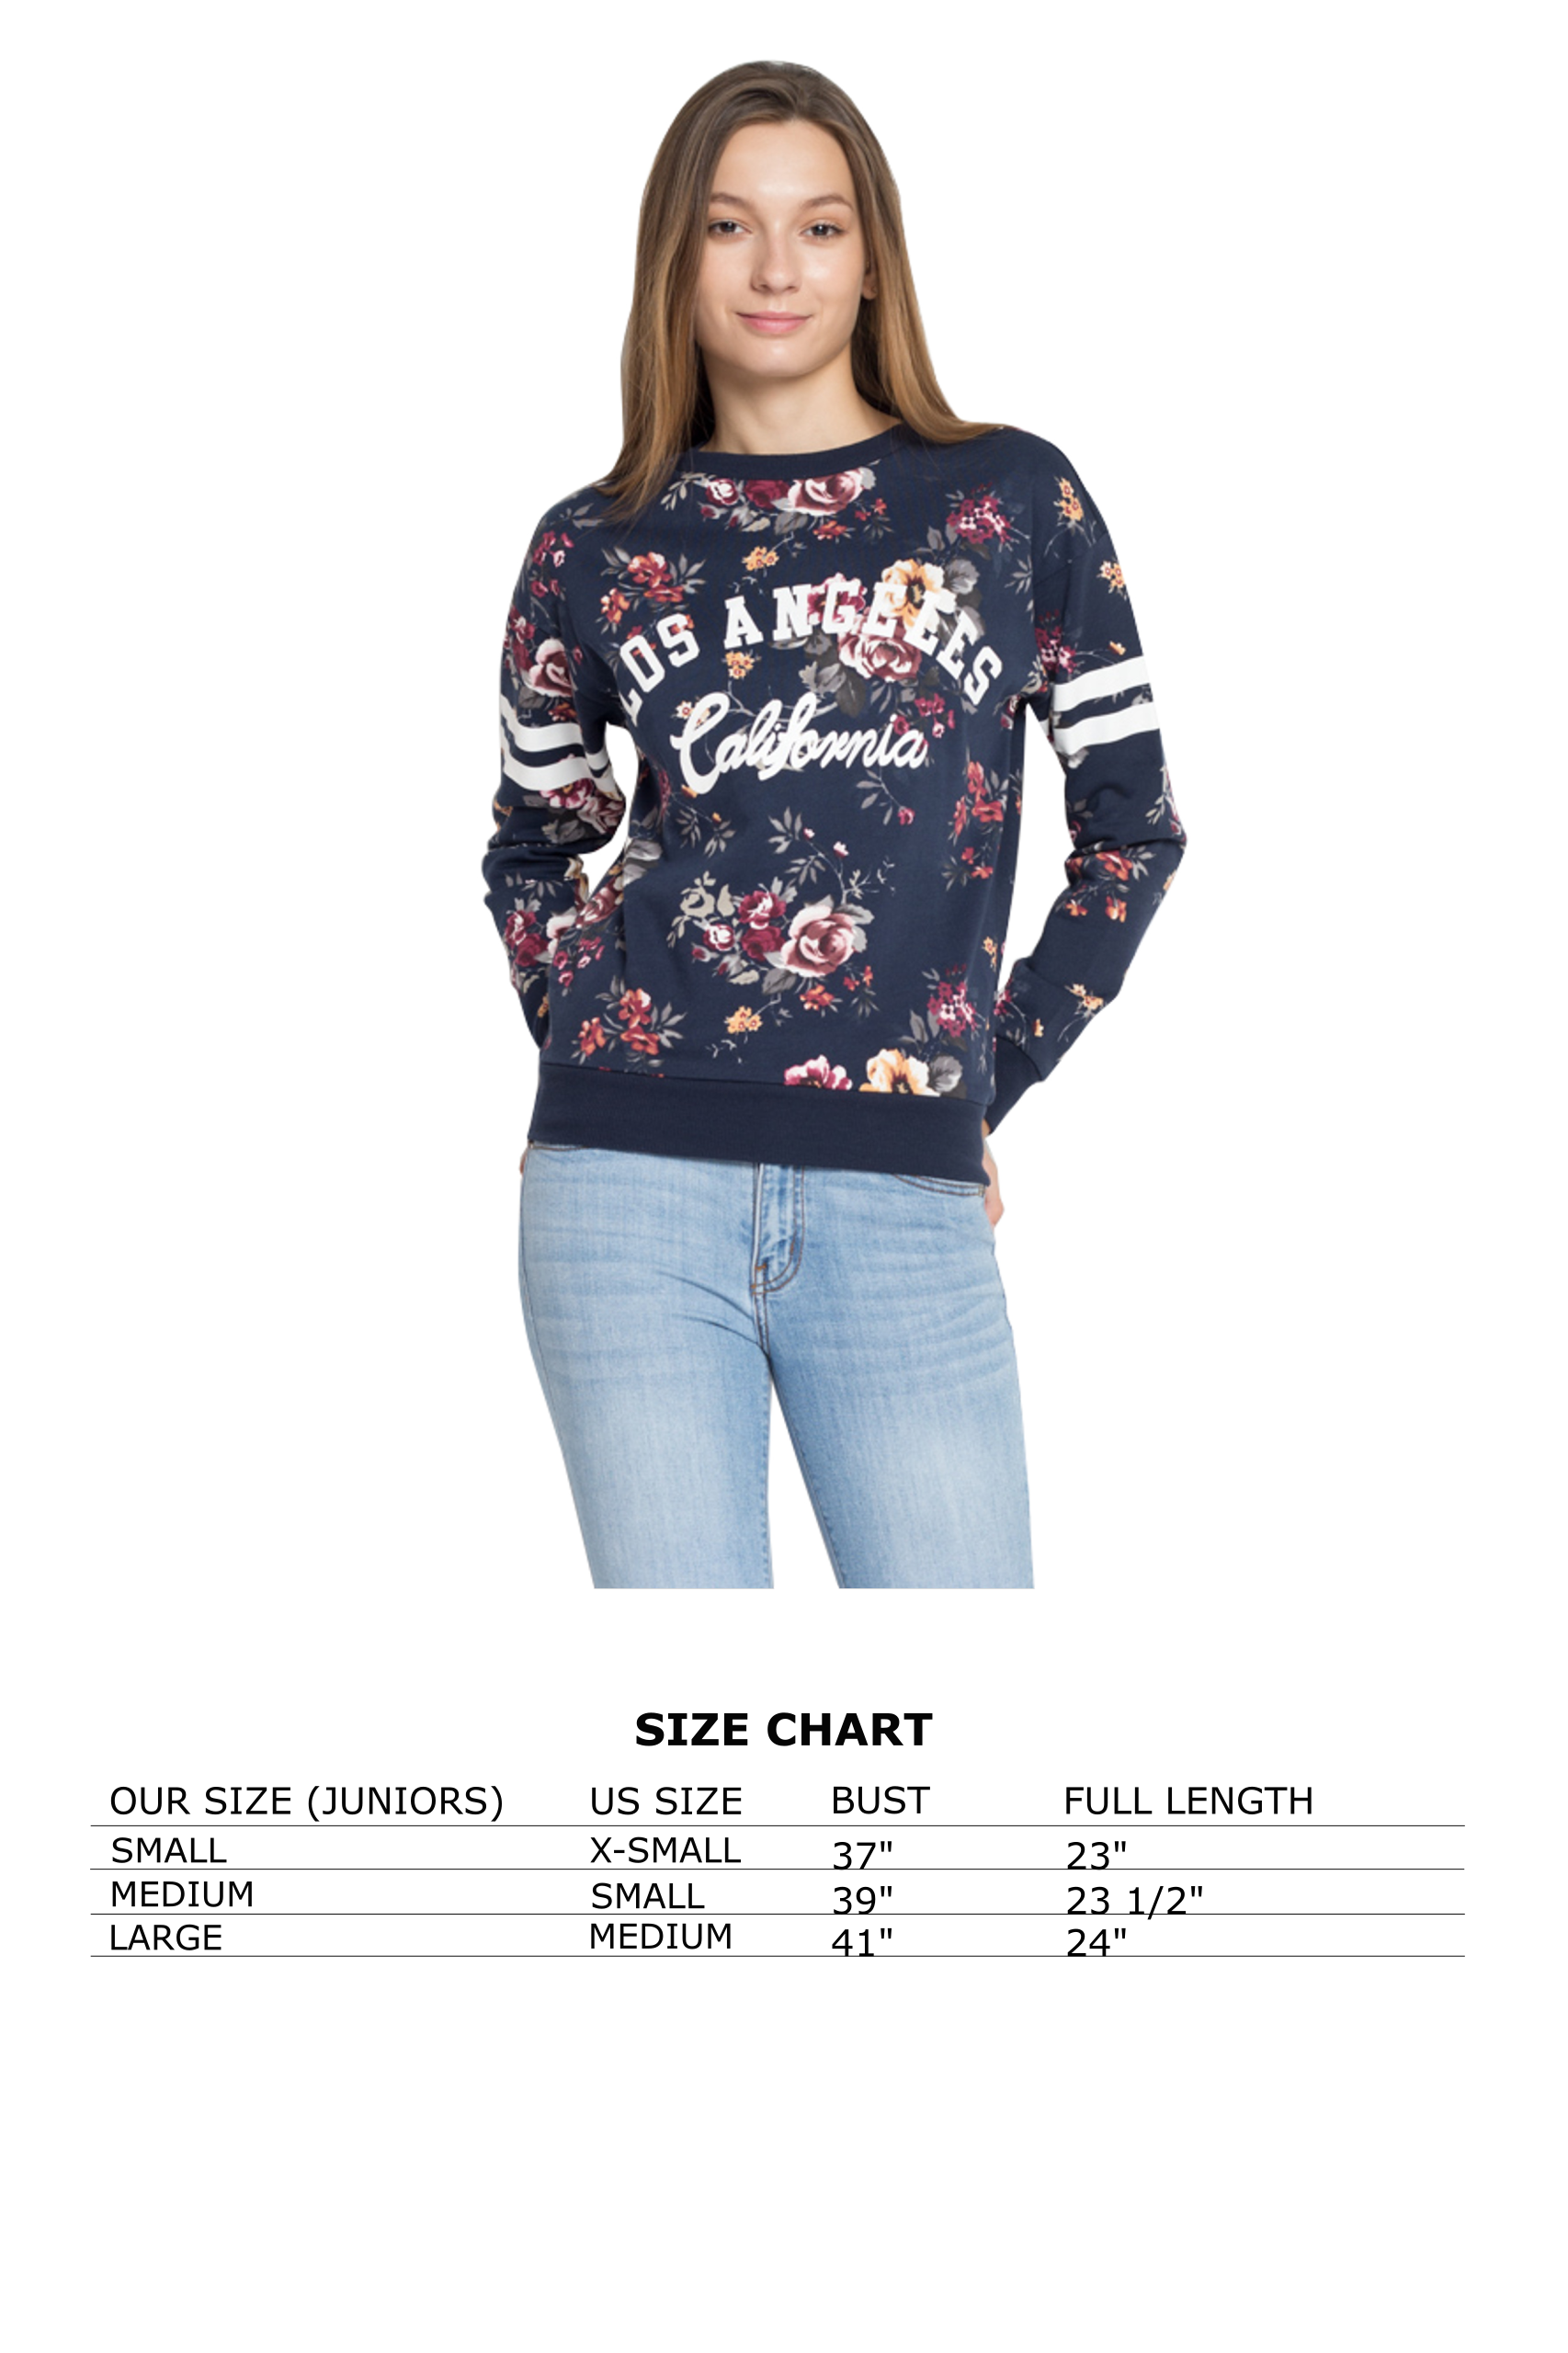 LOS ANGELES
California
SIZE CHART
OUR SIZE (JUNIORS) US SIZE BUST FULL LENGTH
SMALL X-SMALL 37" 23"
MEDIUM SMALL 39" 23 1/2"
LARGE MEDIUM 41" 24"